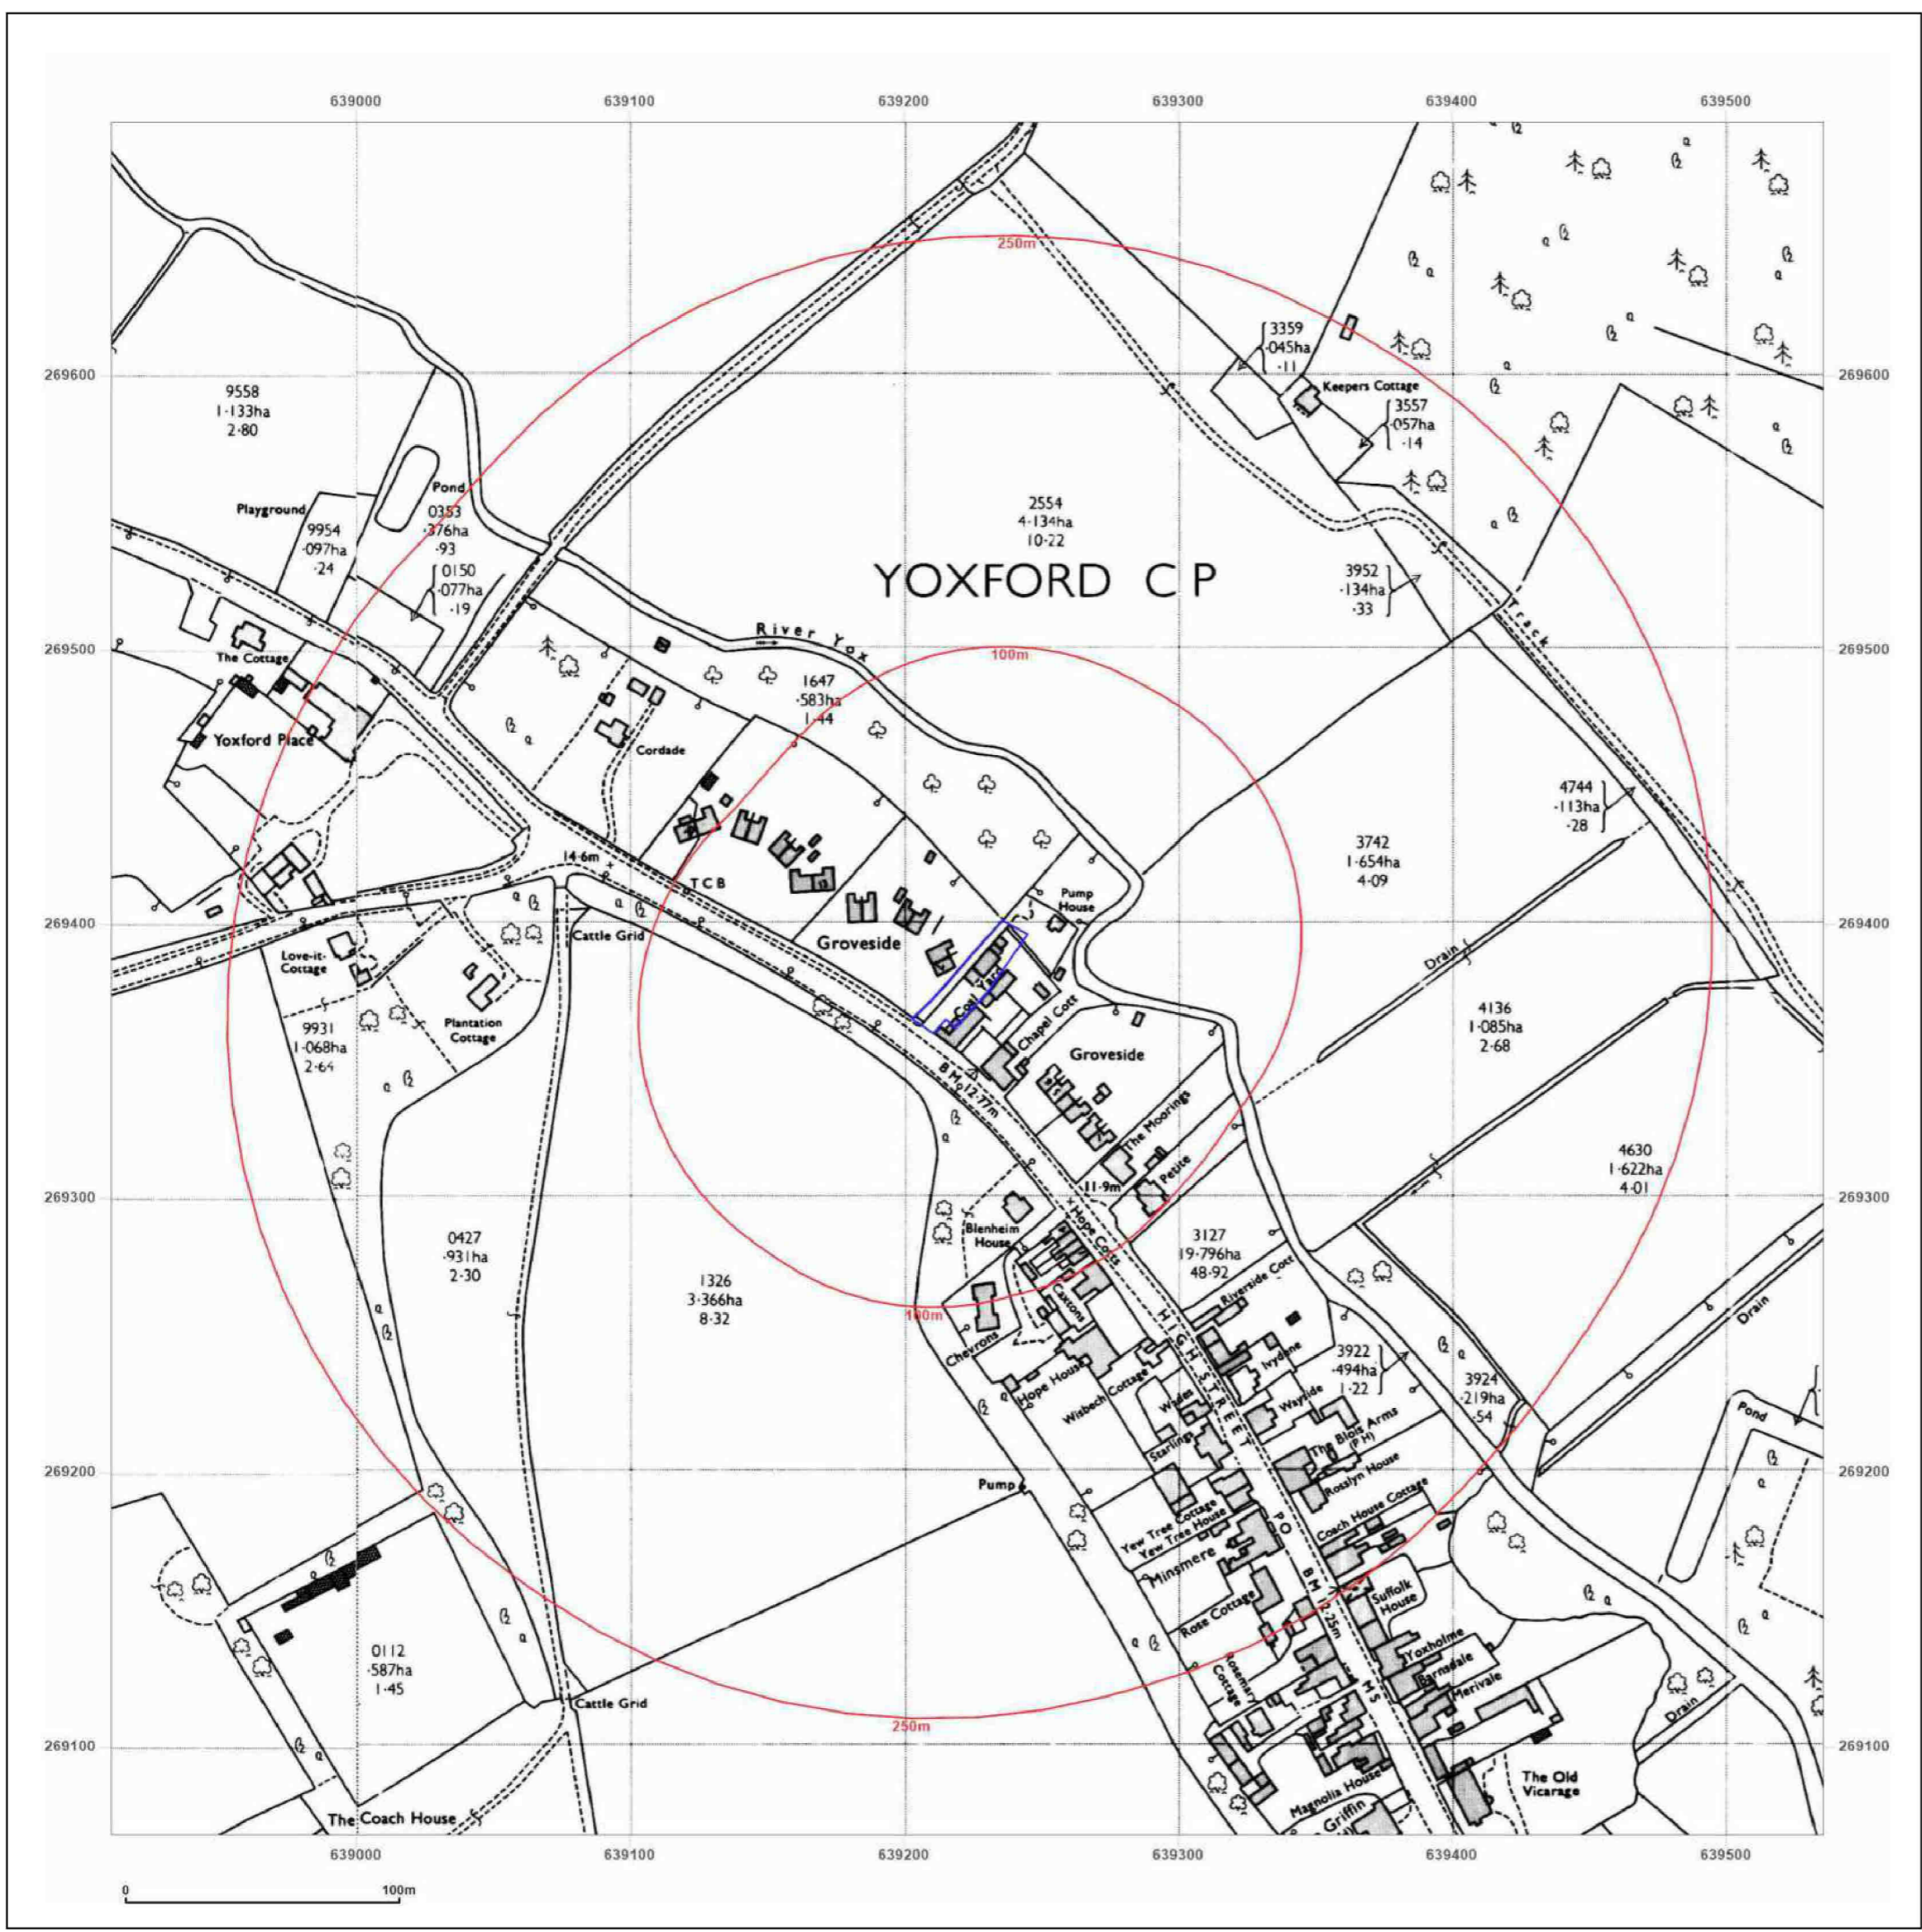 639000 639100 639200 639300 639400 639500
250m
3359
·045ha
·11
269600
269600
Keepers Cottage
3557
·057ha
·14
9558
1·133ha
2·80
Pond
Playground
0353
·376ha
·93
9954
·097ha
·24
2554
4·134ha
10·22
0150
·077ha
·19
YOXFORD CP
3952
·134ha
·33
Track
River Yox
269500
269500
The Cottage
100m
1647
·583ha
1·44
Yoxford Place
Cordade
4744
·113ha
·28
3742
1·654ha
4·09
14·6m
TCB
Pump
House
269400
269400
Cattle Grid
Groveside
Drain
Love-it-
Cottage
Coal Yard
Chapel Cott
4136
1·085ha
2·68
9931
1·068ha
2·64
Plantation
Cottage
Groveside
BM 12·77m
The Moorings
4630
1·622ha
4·01
Petite
11·9m
269300
269300
Hope Cotts
Blenheim
House
0427
·931ha
2·30
3127
19·796ha
48·92
1326
3·366ha
8·32
Riverside Cott
Caxtons
100m
Drain
HIGH STREET
Chevrons
Ivydene
3922
·494ha
1·22
Hope House
3924
·219ha
·54
Wisbech Cottage
Wades
Wayside
Pond
Starlings
The Blois Arms
(PH)
269200
269200
Rosslyn House
Pump
Coach House Cottage
Yew Tree Cottage
Yew Tree House
PO
Minsmere
BM
·25m
Suffolk
House
Rose Cottage
Yoxholme
Barnsdale
Rosemary
Cottage
Merivale
0112
·587ha
1·45
MS
Cattle Grid
Drain
250m
269100
269100
Magnolia House
The Old
Vicarage
Griffin
The Coach House
639000 639100 639200 639300 639400 639500
0 100m